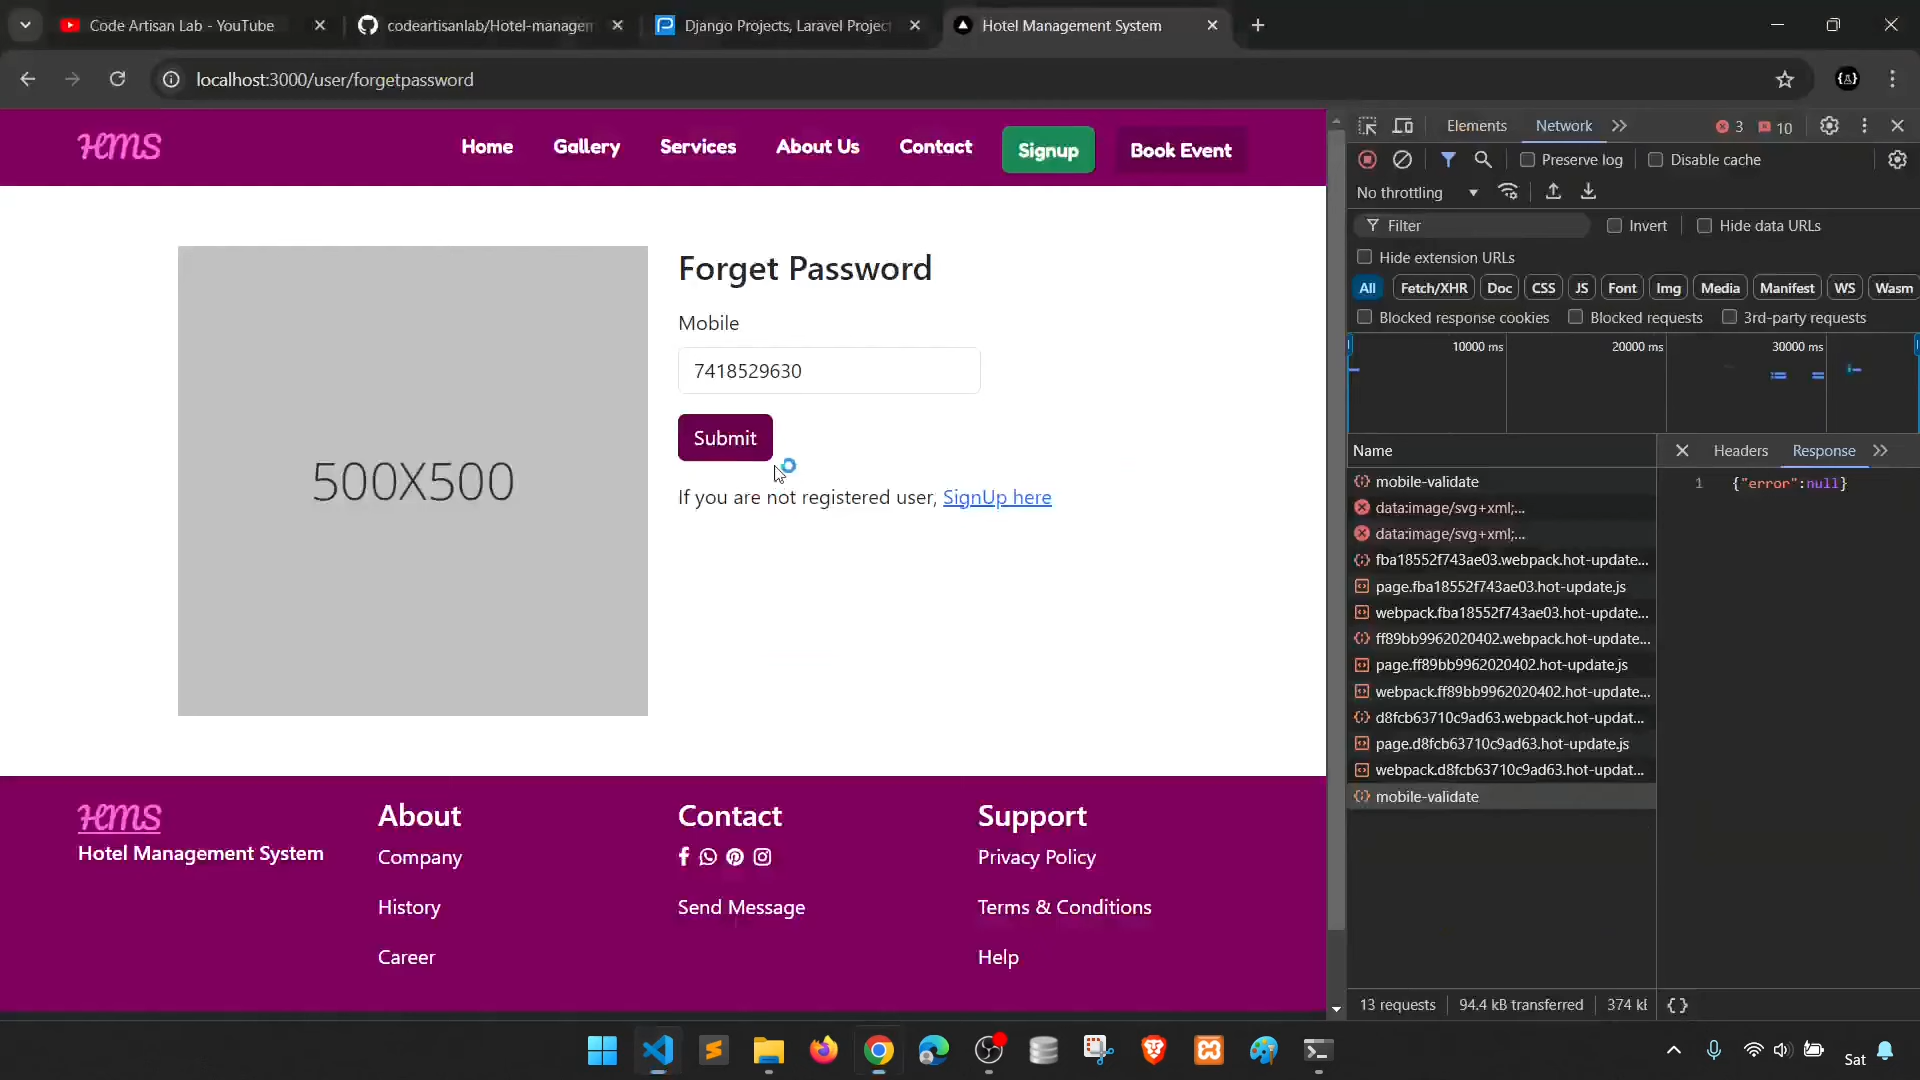 Code Artisan Lab - YouTube
codeartisanlab/Hotel-managem
Django Projects, Laravel Project
Hotel Management System
localhost:3000/user/forgetpassword
HMS
Home
Gallery
Services
About Us
Contact
Signup
Book Event
500X500
Forget Password
Mobile
7418529630
Submit
If you are not registered user, SignUp here
HMS
Hotel Management System
About
Company
History
Career
Contact
Send Message
Support
Privacy Policy
Terms & Conditions
Help
Elements
Network
3
10
Preserve log
Disable cache
No throttling
Filter
Invert
Hide data URLs
Hide extension URLs
All
Fetch/XHR
Doc
CSS
JS
Font
Img
Media
Manifest
WS
Wasm
Blocked response cookies
Blocked requests
3rd-party requests
10000 ms
20000 ms
30000 ms
Name
mobile-validate
data:image/svg+xml;...
data:image/svg+xml;...
fba18552f743ae03.webpack.hot-update...
page.fba18552f743ae03.hot-update.js
webpack.fba18552f743ae03.hot-update...
ff89bb9962020402.webpack.hot-update...
page.ff89bb9962020402.hot-update.js
webpack.ff89bb9962020402.hot-update...
d8fcb63710c9ad63.webpack.hot-updat...
page.d8fcb63710c9ad63.hot-update.js
webpack.d8fcb63710c9ad63.hot-updat...
mobile-validate
Headers
Response
1 {"error":null}
13 requests
94.4 kB transferred
374 kB
Sat